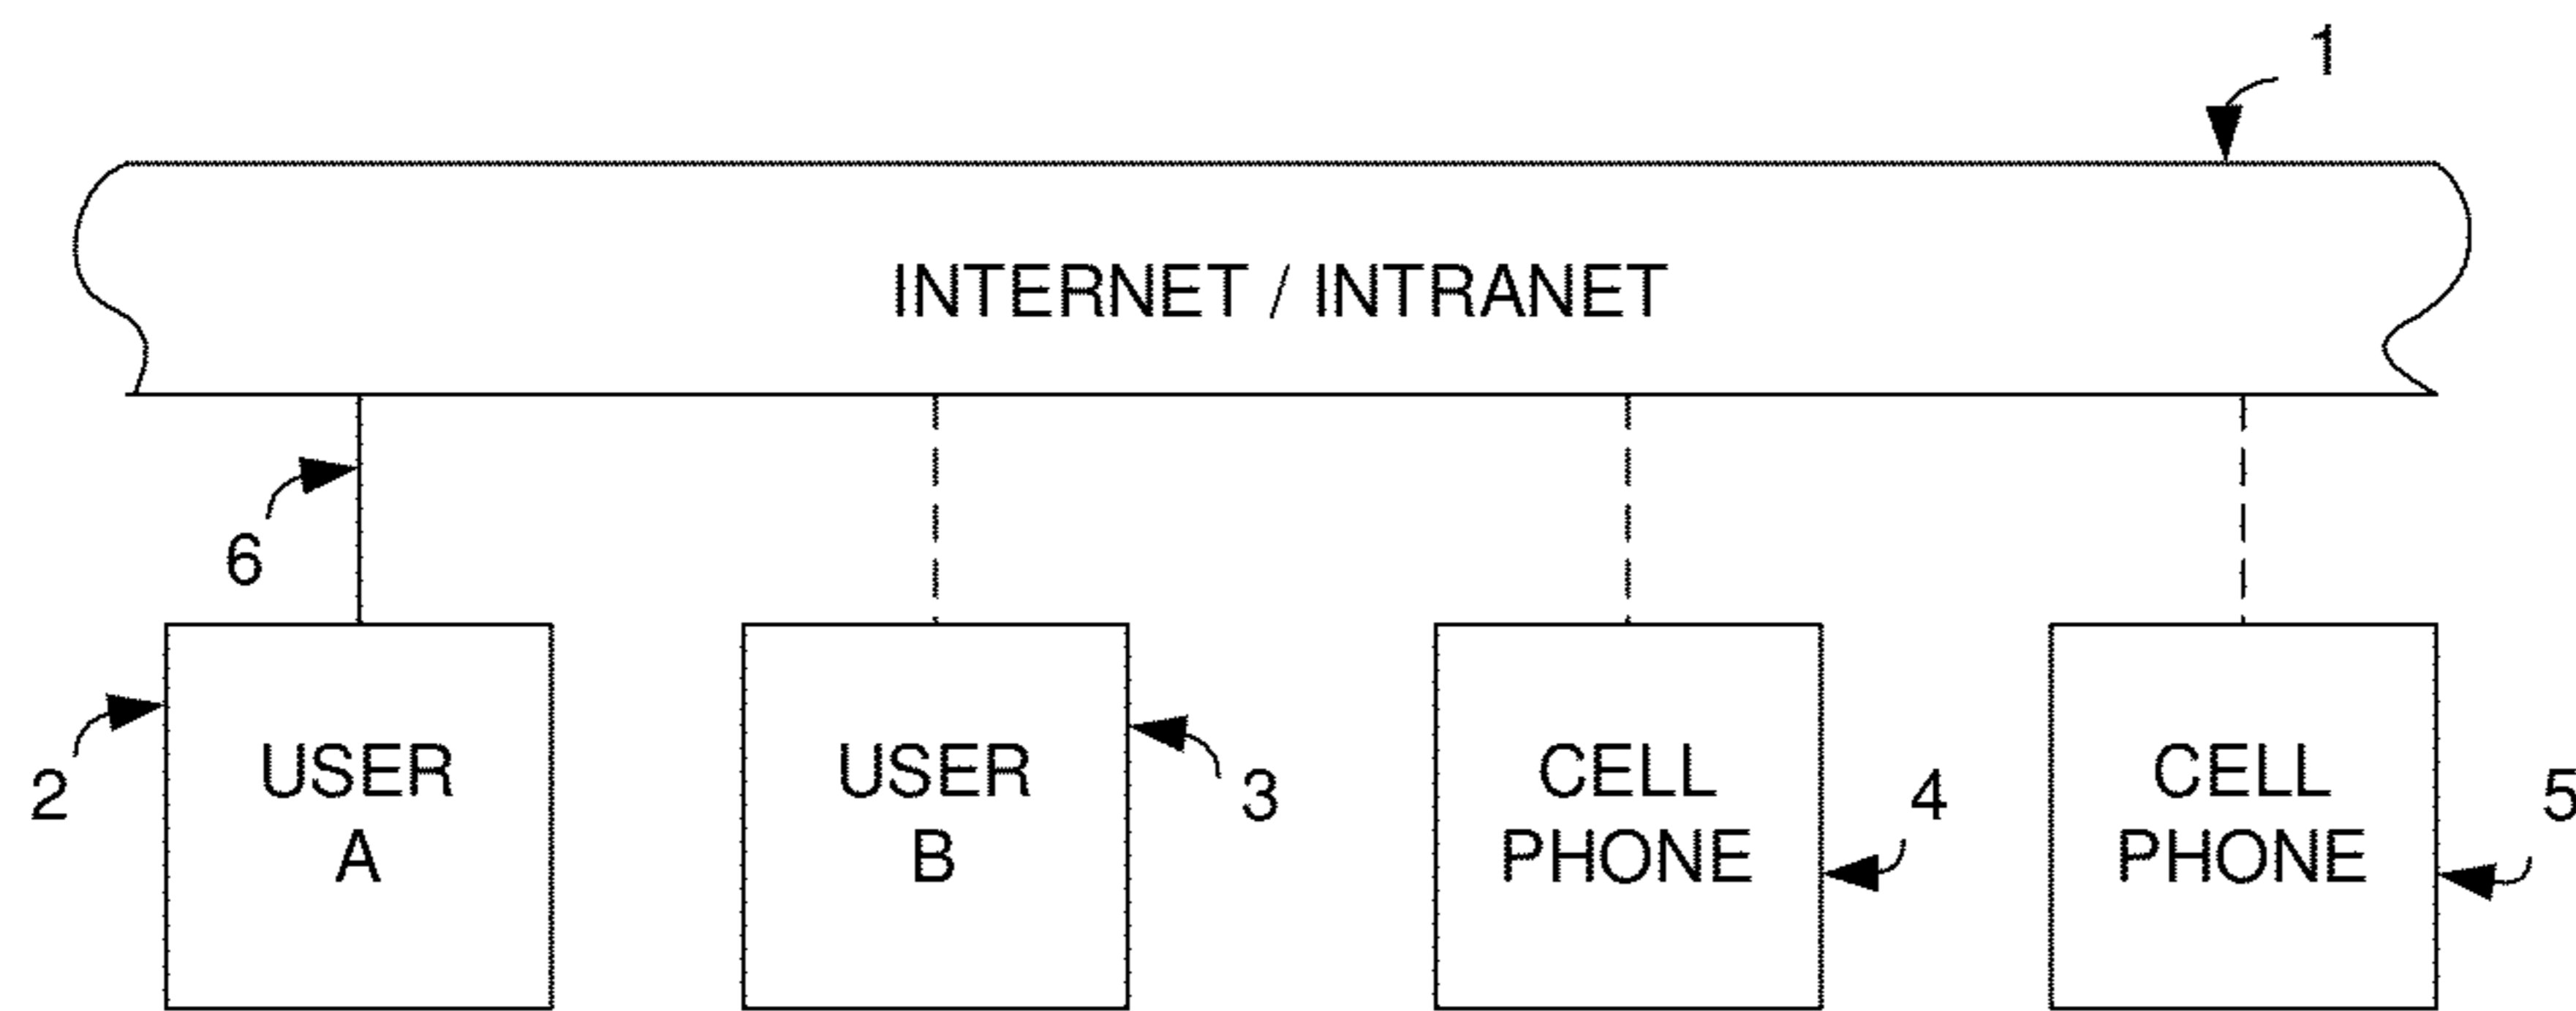 1
INTERNET / INTRANET
6
2
USER
A
USER
B
3
CELL
PHONE
4
CELL
PHONE
5